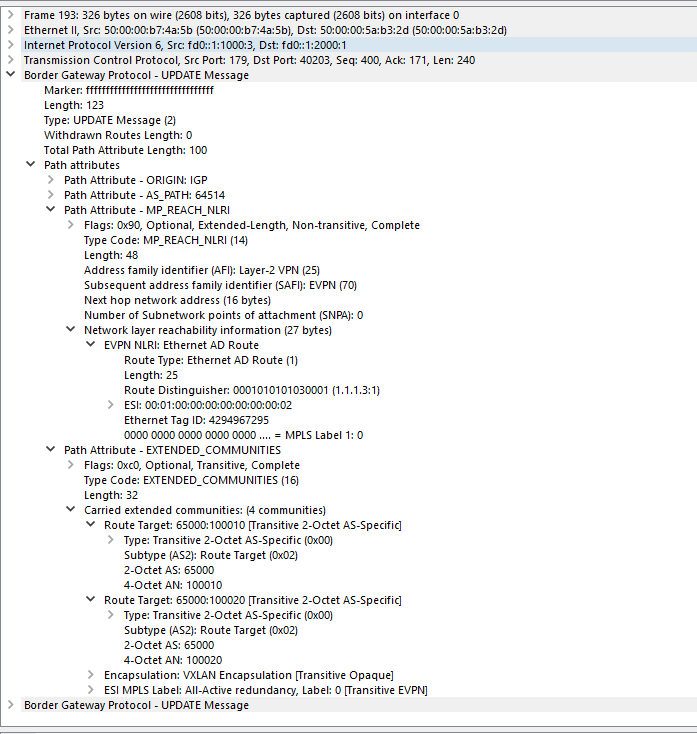 Frame 193: 326 bytes on wire (2608 bits), 326 bytes captured (2608 bits) on interface 0
Ethernet II, Src: 50:00:00:b7:4a:5b (50:00:00:b7:4a:5b), Dst: 50:00:00:5a:b3:2d (50:00:00:5a:b3:2d)
Internet Protocol Version 6, Src: fd0::1:1000:3, Dst: fd0::1:2000:1
Transmission Control Protocol, Src Port: 179, Dst Port: 40203, Seq: 400, Ack: 171, Len: 240
Border Gateway Protocol - UPDATE Message
Marker: ffffffffffffffffffffffffffffffff
Length: 123
Type: UPDATE Message (2)
Withdrawn Routes Length: 0
Total Path Attribute Length: 100
Path attributes
Path Attribute - ORIGIN: IGP
Path Attribute - AS_PATH: 64514
Path Attribute - MP_REACH_NLRI
Flags: 0x90, Optional, Extended-Length, Non-transitive, Complete
Type Code: MP_REACH_NLRI (14)
Length: 48
Address family identifier (AFI): Layer-2 VPN (25)
Subsequent address family identifier (SAFI): EVPN (70)
Next hop network address (16 bytes)
Number of Subnetwork points of attachment (SNPA): 0
Network layer reachability information (27 bytes)
EVPN NLRI: Ethernet AD Route
Route Type: Ethernet AD Route (1)
Length: 25
Route Distinguisher: 0001010101030001 (1.1.1.3:1)
ESI: 00:01:00:00:00:00:00:00:00:02
Ethernet Tag ID: 4294967295
0000 0000 0000 0000 0000 .... = MPLS Label 1: 0
Path Attribute - EXTENDED_COMMUNITIES
Flags: 0xc0, Optional, Transitive, Complete
Type Code: EXTENDED_COMMUNITIES (16)
Length: 32
Carried extended communities: (4 communities)
Route Target: 65000:100010 [Transitive 2-Octet AS-Specific]
Type: Transitive 2-Octet AS-Specific (0x00)
Subtype (AS2): Route Target (0x02)
2-Octet AS: 65000
4-Octet AN: 100010
Route Target: 65000:100020 [Transitive 2-Octet AS-Specific]
Type: Transitive 2-Octet AS-Specific (0x00)
Subtype (AS2): Route Target (0x02)
2-Octet AS: 65000
4-Octet AN: 100020
Encapsulation: VXLAN Encapsulation [Transitive Opaque]
ESI MPLS Label: All-Active redundancy, Label: 0 [Transitive EVPN]
Border Gateway Protocol - UPDATE Message